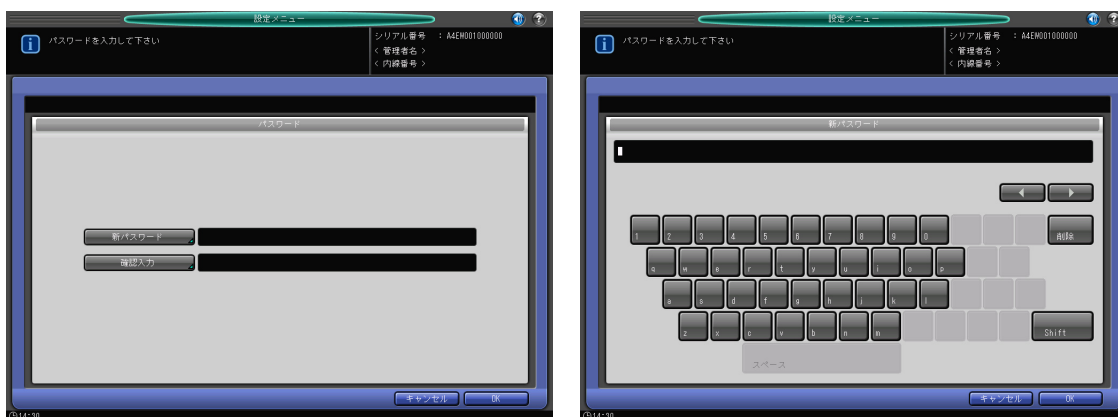 設定メニュー
パスワードを入力して下さい
シリアル番号 : A4EW001000000
< 管理者名 >
< 内線番号 >
パスワード
新パスワード
確認入力
キャンセル OK
14:30
設定メニュー
パスワードを入力して下さい
シリアル番号 : A4EW001000000
< 管理者名 >
< 内線番号 >
新パスワード
1 2 3 4 5 6 7 8 9 0 削除
q w e r t y u i o p
a s d f g h j k l
z x c v b n m Shift
スペース
キャンセル OK
14:30